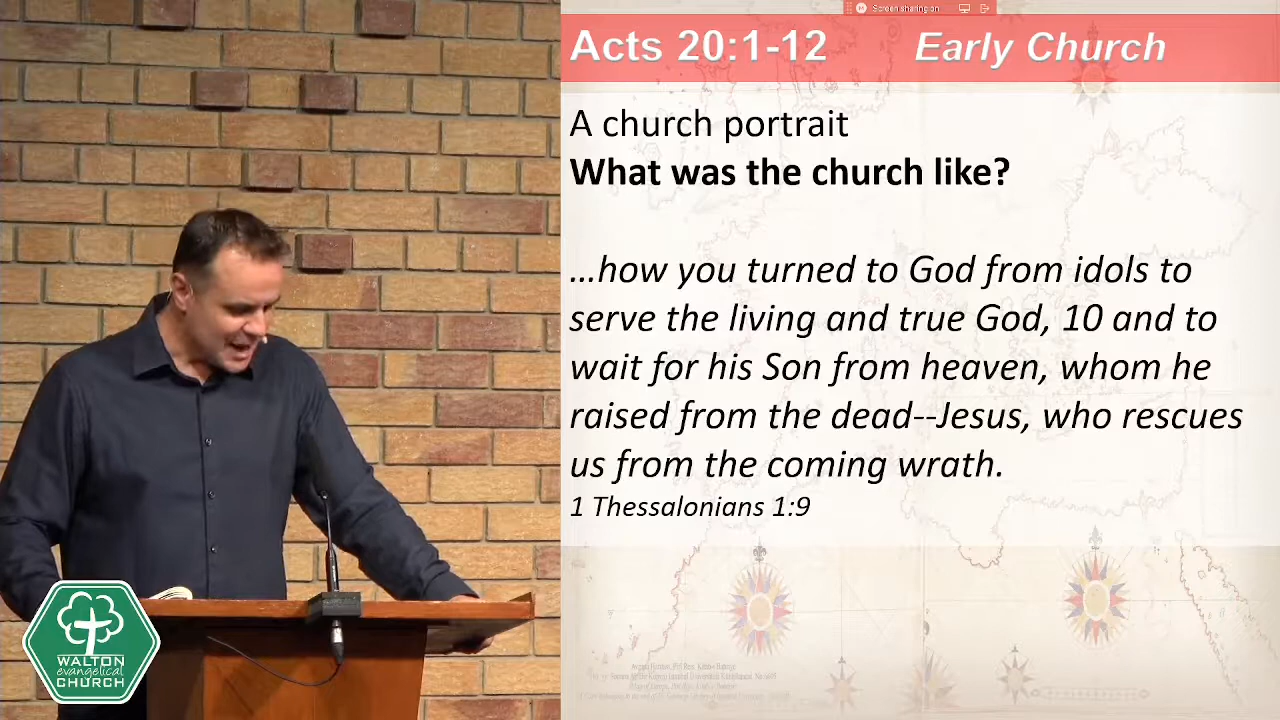 Screen sharing on
Acts 20:1-12 Early Church
A church portrait
What was the church like?
…how you turned to God from idols to
serve the living and true God, 10 and to
wait for his Son from heaven, whom he
raised from the dead--Jesus, who rescues
us from the coming wrath.
1 Thessalonians 1:9
WALTON
evangelical
CHURCH